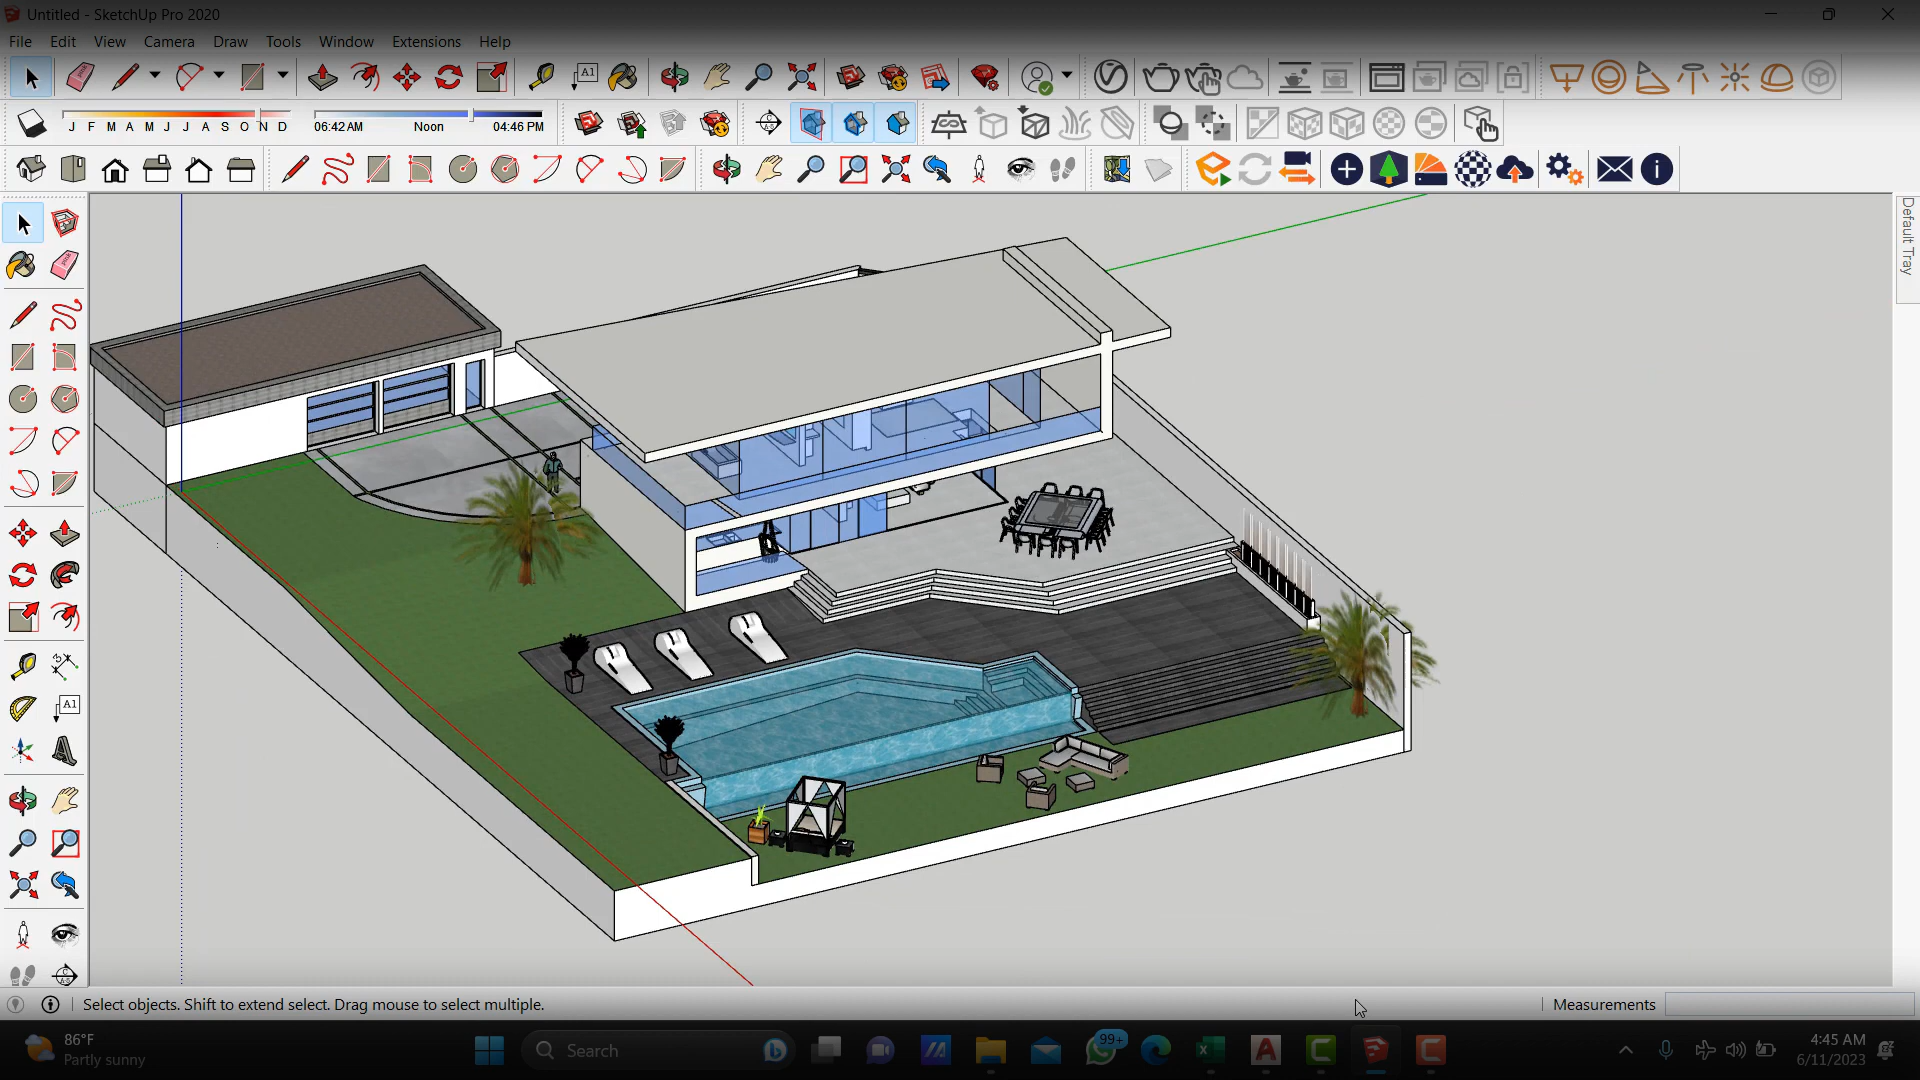 Untitled - SketchUp Pro 2020
File Edit View Camera Draw Tools Window Extensions Help
A1
J F M A M J J A S O N D
06:42 AM Noon 04:46 PM
Default Tray
A1
Select objects. Shift to extend select. Drag mouse to select multiple.
Measurements
86°F
Partly sunny
Search
99+
4:45 AM
6/11/2023